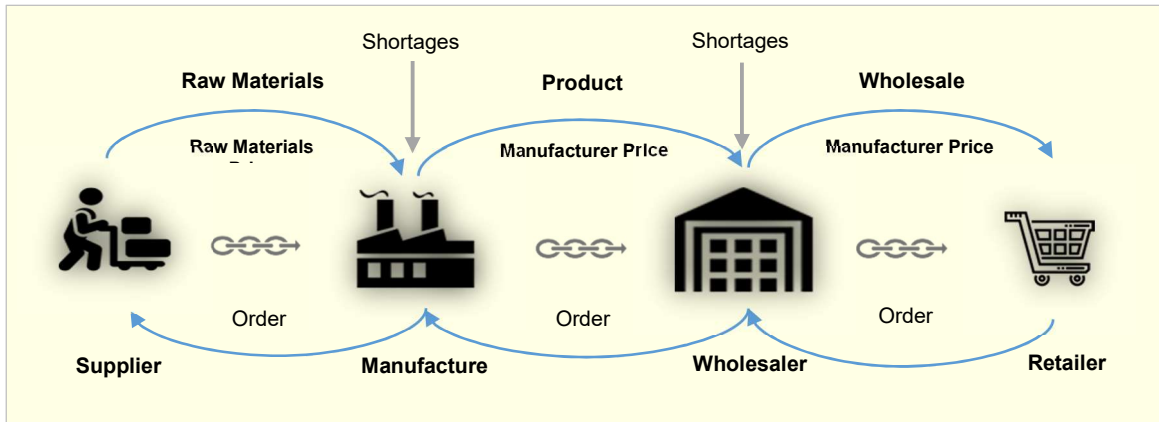 Shortages
Shortages
Raw Materials
Product
Wholesale
Raw Materials
Manufacturer Price
Manufacturer Price
Order
Order
Order
Supplier
Manufacture
Wholesaler
Retailer